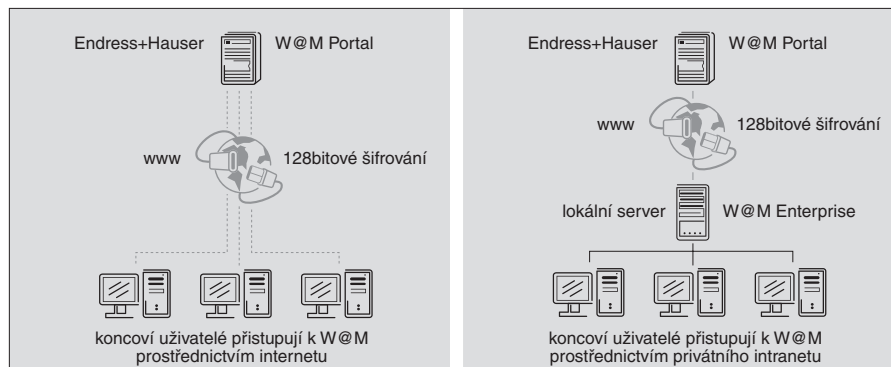 Endress+Hauser W@M Portal
www 128bitové šifrování
koncoví uživatelé přistupují k W@M
prostřednictvím internetu
Endress+Hauser W@M Portal
www 128bitové šifrování
lokální server W@M Enterprise
koncoví uživatelé přistupují k W@M
prostřednictvím privátního intranetu